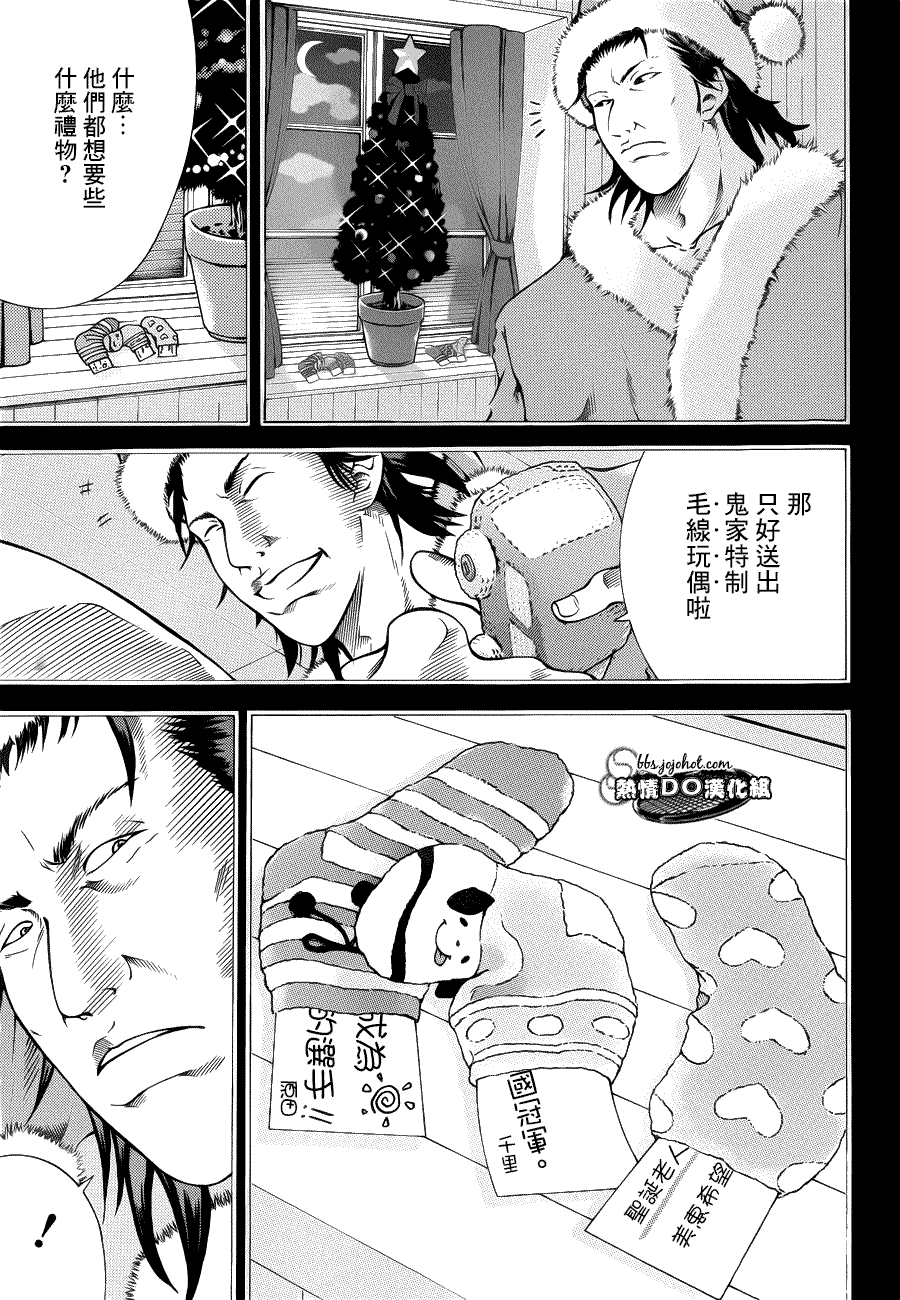 什麼…
他們都想要些
什麼禮物？
那
只好送出
鬼家特制
毛線玩偶啦
bbs.jojohot.com
熱情DO漢化組
聖誕老人
美惠希望
國冠軍。
千里
成為
的選手!!
！